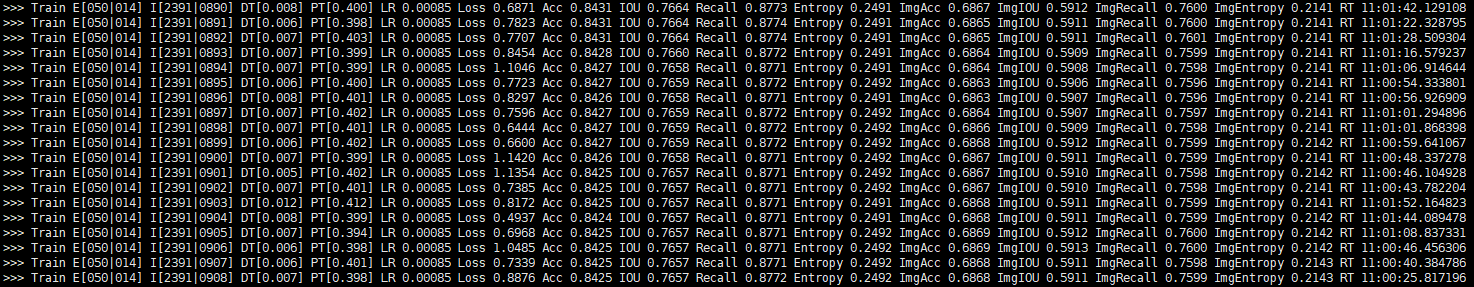 >>> Train E[050|014] I[2391|0890] DT[0.008] PT[0.400] LR 0.00085 Loss 0.6871 Acc 0.8431 IOU 0.7664 Recall 0.8773 Entropy 0.2491 ImgAcc 0.6867 ImgIOU 0.5912 ImgRecall 0.7600 ImgEntropy 0.2141 RT 11:01:42.129108
>>> Train E[050|014] I[2391|0891] DT[0.006] PT[0.400] LR 0.00085 Loss 0.7823 Acc 0.8431 IOU 0.7664 Recall 0.8774 Entropy 0.2491 ImgAcc 0.6865 ImgIOU 0.5911 ImgRecall 0.7600 ImgEntropy 0.2141 RT 11:01:22.328795
>>> Train E[050|014] I[2391|0892] DT[0.007] PT[0.403] LR 0.00085 Loss 0.7707 Acc 0.8431 IOU 0.7664 Recall 0.8774 Entropy 0.2491 ImgAcc 0.6865 ImgIOU 0.5911 ImgRecall 0.7601 ImgEntropy 0.2141 RT 11:01:28.509304
>>> Train E[050|014] I[2391|0893] DT[0.007] PT[0.399] LR 0.00085 Loss 0.8454 Acc 0.8428 IOU 0.7660 Recall 0.8772 Entropy 0.2491 ImgAcc 0.6864 ImgIOU 0.5909 ImgRecall 0.7599 ImgEntropy 0.2141 RT 11:01:16.579237
>>> Train E[050|014] I[2391|0894] DT[0.007] PT[0.399] LR 0.00085 Loss 1.1046 Acc 0.8427 IOU 0.7658 Recall 0.8771 Entropy 0.2491 ImgAcc 0.6864 ImgIOU 0.5908 ImgRecall 0.7598 ImgEntropy 0.2141 RT 11:01:06.914644
>>> Train E[050|014] I[2391|0895] DT[0.006] PT[0.400] LR 0.00085 Loss 0.7723 Acc 0.8427 IOU 0.7659 Recall 0.8772 Entropy 0.2492 ImgAcc 0.6863 ImgIOU 0.5906 ImgRecall 0.7596 ImgEntropy 0.2141 RT 11:00:54.333801
>>> Train E[050|014] I[2391|0896] DT[0.008] PT[0.401] LR 0.00085 Loss 0.8297 Acc 0.8426 IOU 0.7658 Recall 0.8771 Entropy 0.2491 ImgAcc 0.6863 ImgIOU 0.5907 ImgRecall 0.7596 ImgEntropy 0.2141 RT 11:00:56.926909
>>> Train E[050|014] I[2391|0897] DT[0.007] PT[0.402] LR 0.00085 Loss 0.7596 Acc 0.8427 IOU 0.7659 Recall 0.8772 Entropy 0.2492 ImgAcc 0.6864 ImgIOU 0.5907 ImgRecall 0.7597 ImgEntropy 0.2141 RT 11:01:01.294896
>>> Train E[050|014] I[2391|0898] DT[0.007] PT[0.401] LR 0.00085 Loss 0.6444 Acc 0.8427 IOU 0.7659 Recall 0.8772 Entropy 0.2492 ImgAcc 0.6866 ImgIOU 0.5909 ImgRecall 0.7598 ImgEntropy 0.2141 RT 11:01:01.868398
>>> Train E[050|014] I[2391|0899] DT[0.006] PT[0.402] LR 0.00085 Loss 0.6600 Acc 0.8427 IOU 0.7659 Recall 0.8772 Entropy 0.2492 ImgAcc 0.6868 ImgIOU 0.5912 ImgRecall 0.7599 ImgEntropy 0.2142 RT 11:00:59.641067
>>> Train E[050|014] I[2391|0900] DT[0.007] PT[0.399] LR 0.00085 Loss 1.1420 Acc 0.8426 IOU 0.7658 Recall 0.8771 Entropy 0.2492 ImgAcc 0.6867 ImgIOU 0.5911 ImgRecall 0.7599 ImgEntropy 0.2142 RT 11:00:48.337278
>>> Train E[050|014] I[2391|0901] DT[0.005] PT[0.402] LR 0.00085 Loss 1.1354 Acc 0.8425 IOU 0.7657 Recall 0.8771 Entropy 0.2492 ImgAcc 0.6867 ImgIOU 0.5910 ImgRecall 0.7598 ImgEntropy 0.2142 RT 11:00:46.104928
>>> Train E[050|014] I[2391|0902] DT[0.007] PT[0.401] LR 0.00085 Loss 0.7385 Acc 0.8425 IOU 0.7657 Recall 0.8771 Entropy 0.2492 ImgAcc 0.6867 ImgIOU 0.5910 ImgRecall 0.7598 ImgEntropy 0.2141 RT 11:00:43.782204
>>> Train E[050|014] I[2391|0903] DT[0.012] PT[0.412] LR 0.00085 Loss 0.8172 Acc 0.8425 IOU 0.7657 Recall 0.8771 Entropy 0.2491 ImgAcc 0.6868 ImgIOU 0.5911 ImgRecall 0.7599 ImgEntropy 0.2141 RT 11:01:52.164823
>>> Train E[050|014] I[2391|0904] DT[0.008] PT[0.399] LR 0.00085 Loss 0.4937 Acc 0.8424 IOU 0.7657 Recall 0.8771 Entropy 0.2491 ImgAcc 0.6868 ImgIOU 0.5911 ImgRecall 0.7599 ImgEntropy 0.2142 RT 11:01:44.089478
>>> Train E[050|014] I[2391|0905] DT[0.007] PT[0.394] LR 0.00085 Loss 0.6968 Acc 0.8425 IOU 0.7657 Recall 0.8771 Entropy 0.2492 ImgAcc 0.6869 ImgIOU 0.5912 ImgRecall 0.7600 ImgEntropy 0.2142 RT 11:01:08.837331
>>> Train E[050|014] I[2391|0906] DT[0.006] PT[0.398] LR 0.00085 Loss 1.0485 Acc 0.8425 IOU 0.7657 Recall 0.8771 Entropy 0.2492 ImgAcc 0.6869 ImgIOU 0.5913 ImgRecall 0.7600 ImgEntropy 0.2142 RT 11:00:46.456306
>>> Train E[050|014] I[2391|0907] DT[0.006] PT[0.401] LR 0.00085 Loss 0.7339 Acc 0.8425 IOU 0.7657 Recall 0.8771 Entropy 0.2492 ImgAcc 0.6868 ImgIOU 0.5911 ImgRecall 0.7599 ImgEntropy 0.2143 RT 11:00:40.384786
>>> Train E[050|014] I[2391|0908] DT[0.007] PT[0.398] LR 0.00085 Loss 0.8876 Acc 0.8425 IOU 0.7657 Recall 0.8772 Entropy 0.2492 ImgAcc 0.6868 ImgIOU 0.5911 ImgRecall 0.7599 ImgEntropy 0.2143 RT 11:00:25.817196